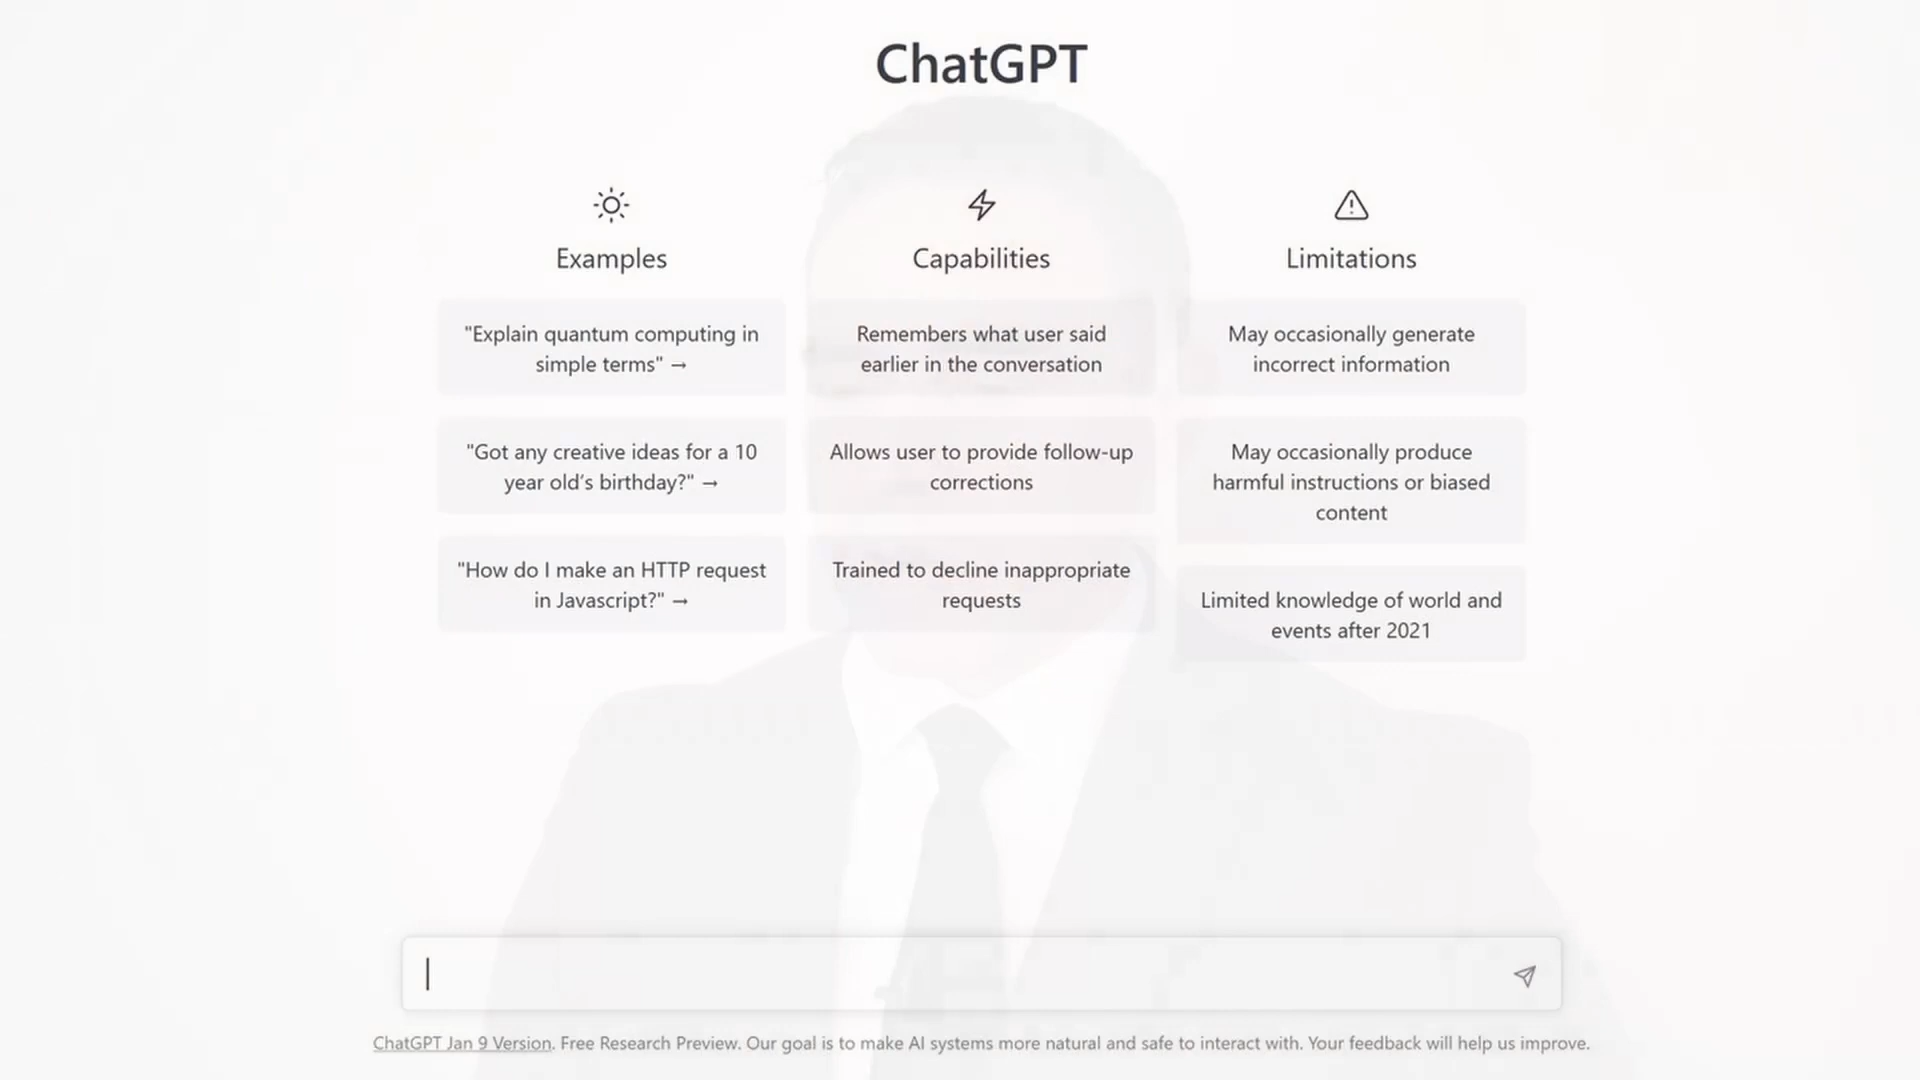 ChatGPT
Examples
"Explain quantum computing in
simple terms" →
"Got any creative ideas for a 10
year old's birthday?" →
"How do I make an HTTP request
in Javascript?" →
Capabilities
Remembers what user said
earlier in the conversation
Allows user to provide follow-up
corrections
Trained to decline inappropriate
requests
Limitations
May occasionally generate
incorrect information
May occasionally produce
harmful instructions or biased
content
Limited knowledge of world and
events after 2021
ChatGPT Jan 9 Version. Free Research Preview. Our goal is to make AI systems more natural and safe to interact with. Your feedback will help us improve.